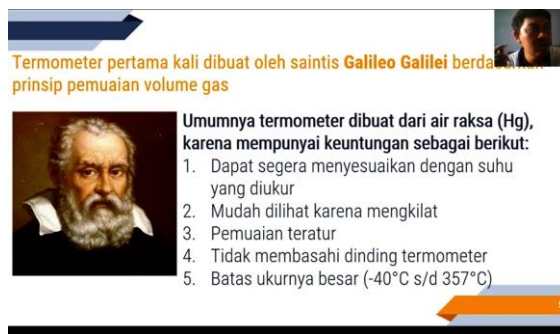 Termometer pertama kali dibuat oleh saintis Galileo Galilei
prinsip pemuaian volume gas
Umumnya termometer dibuat dari air raksa (Hg),
karena mempunyai keuntungan sebagai berikut:
1. Dapat segera menyesuaikan dengan suhu
yang diukur
2. Mudah dilihat karena mengkilat
3. Pemuaian teratur
4. Tidak membasahi dinding termometer
5. Batas ukurnya besar (-40°C s/d 357°C)